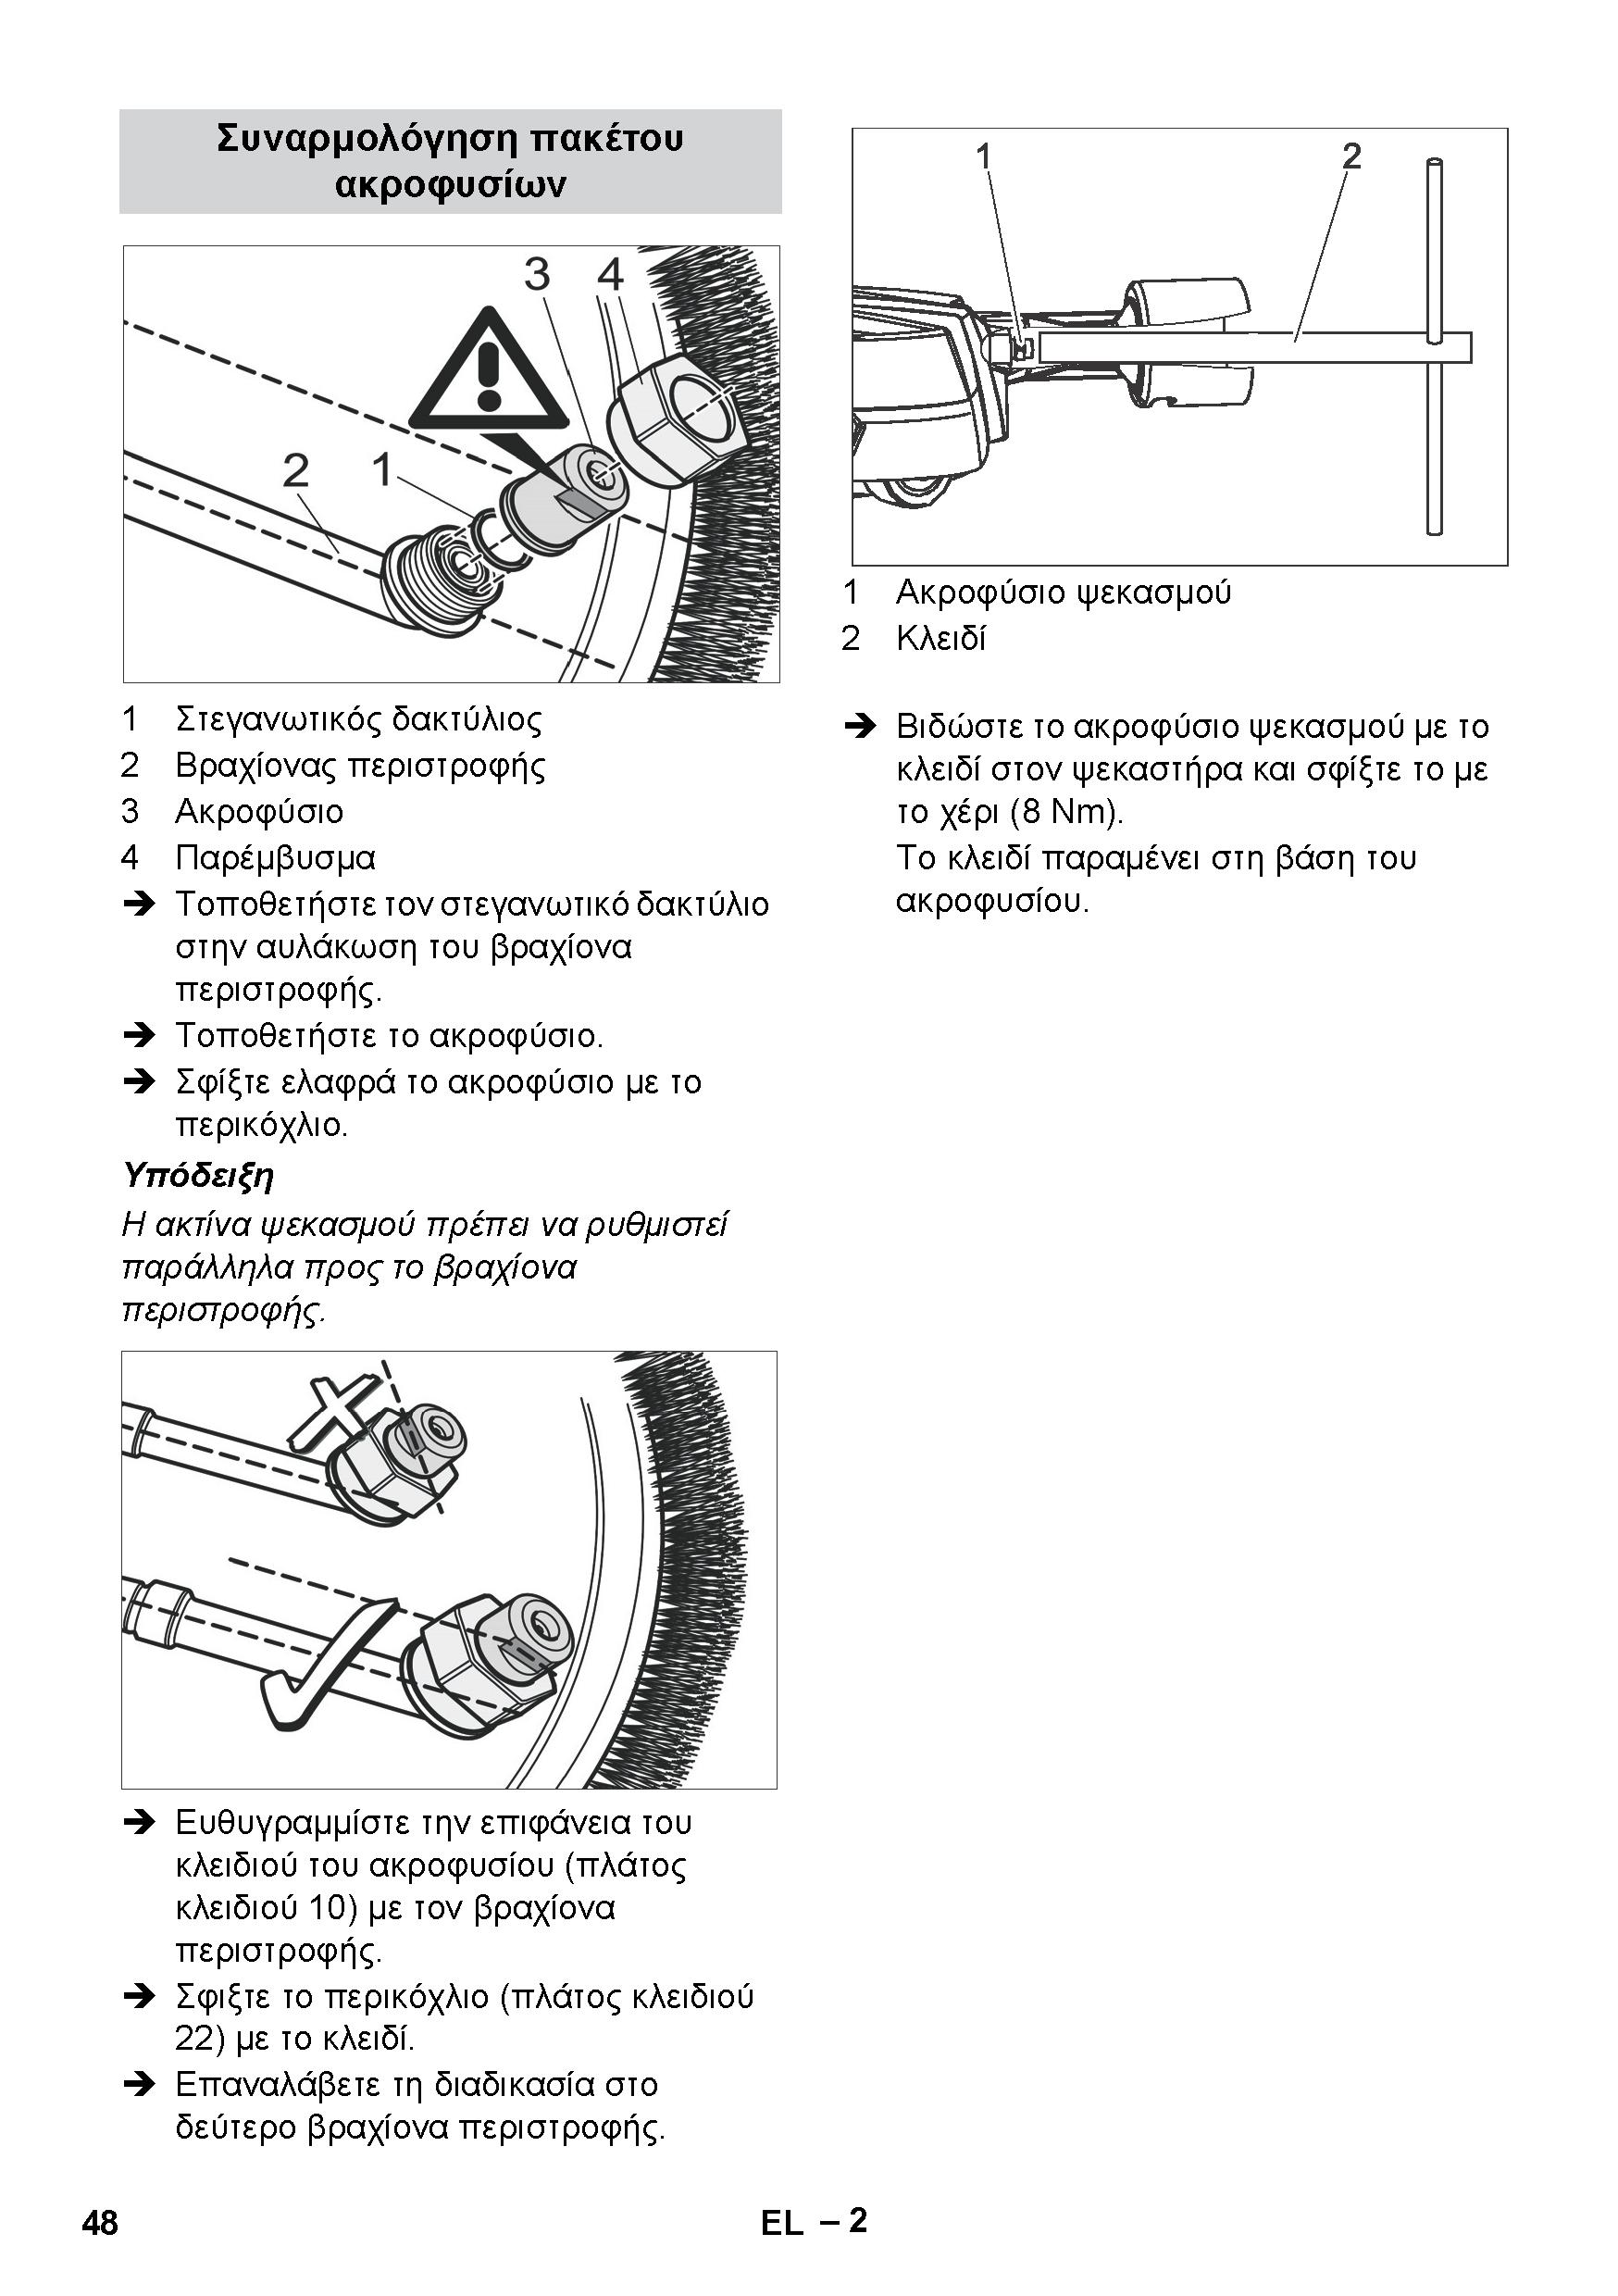 Συναρμολόγηση πακέτου
ακροφυσίων
3 4
2 1
1 Στεγανωτικός δακτύλιος
2 Βραχίονας περιστροφής
3 Ακροφύσιο
4 Παρέμβυσμα
➔ Τοποθετήστε τον στεγανωτικό δακτύλιο
στην αυλάκωση του βραχίονα
περιστροφής.
➔ Τοποθετήστε το ακροφύσιο.
➔ Σφίξτε ελαφρά το ακροφύσιο με το
περικόχλιο.
Υπόδειξη
Η ακτίνα ψεκασμού πρέπει να ρυθμιστεί
παράλληλα προς το βραχίονα
περιστροφής.
➔ Ευθυγραμμίστε την επιφάνεια του
κλειδιού του ακροφυσίου (πλάτος
κλειδιού 10) με τον βραχίονα
περιστροφής.
➔ Σφιξτε το περικόχλιο (πλάτος κλειδιού
22) με το κλειδί.
➔ Επαναλάβετε τη διαδικασία στο
δεύτερο βραχίονα περιστροφής.
1 2
1 Ακροφύσιο ψεκασμού
2 Κλειδί
➔ Βιδώστε το ακροφύσιο ψεκασμού με το
κλειδί στον ψεκαστήρα και σφίξτε το με
το χέρι (8 Nm).
Το κλειδί παραμένει στη βάση του
ακροφυσίου.
48 EL – 2